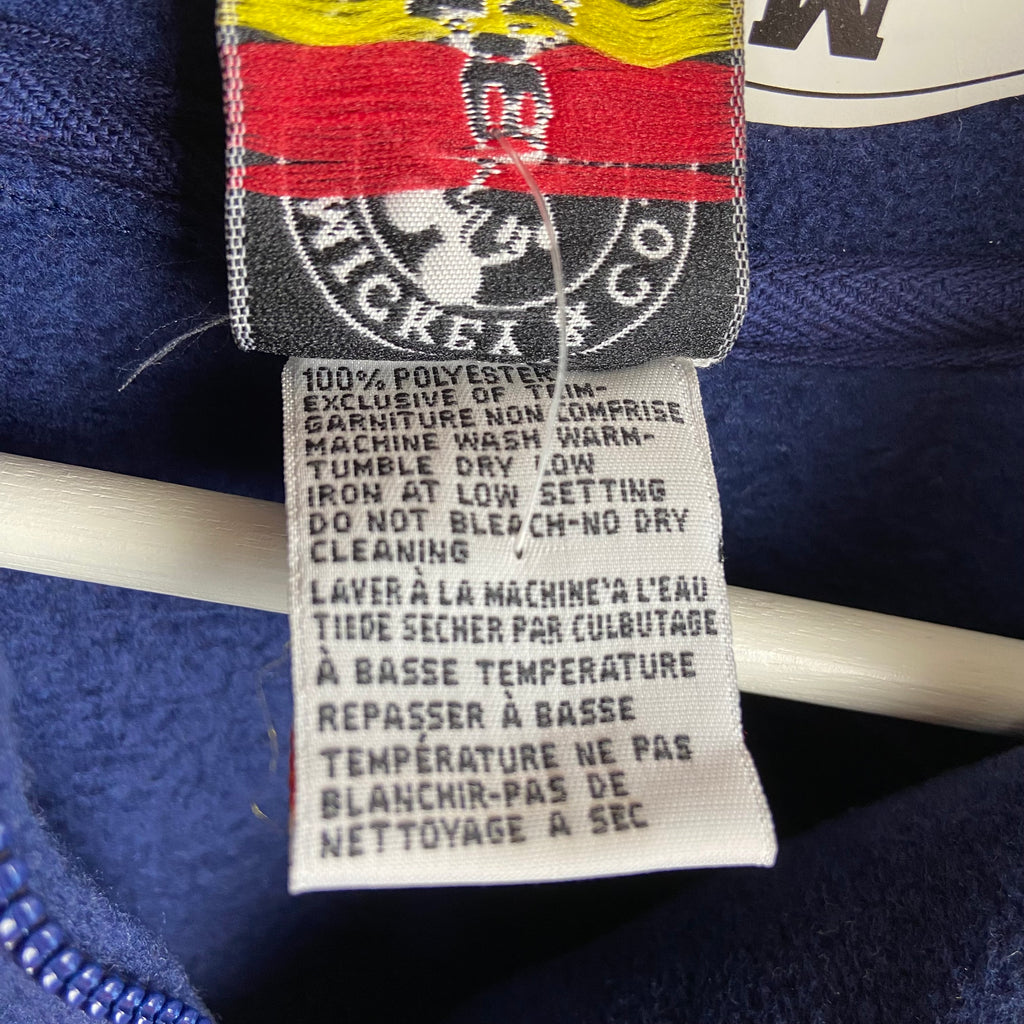 M
MICKEY & CO.
100% POLYESTER
EXCLUSIVE OF TRIM-
GARNITURE NON COMPRISE
MACHINE WASH WARM-
TUMBLE DRY LOW
IRON AT LOW SETTING
DO NOT BLEACH-NO DRY
CLEANING
LAVER À LA MACHINE'A L'EAU
TIEDE SECHER PAR CULBUTAGE
À BASSE TEMPERATURE
REPASSER À BASSE
TEMPÉRATURE NE PAS
BLANCHIR-PAS DE
NETTOYAGE A SEC